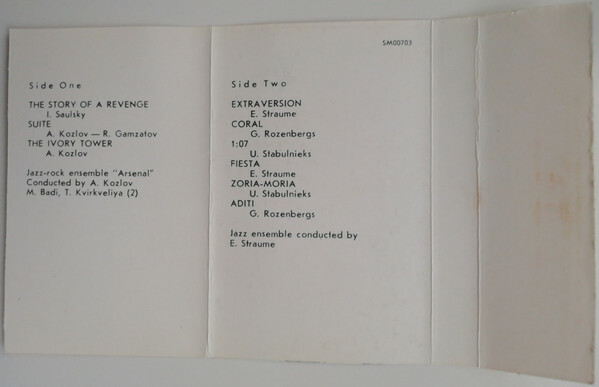 SM00703
Side One
THE STORY OF A REVENGE
I. Saulsky
SUITE
A. Kozlov — R. Gamzatov
THE IVORY TOWER
A. Kozlov
Jazz-rock ensemble "Arsenal"
Conducted by A. Kozlov
M. Badi, T. Kvirkveliya (2)
Side Two
EXTRAVERSION
E. Straume
CORAL
G. Rozenbergs
1:07
U. Stabulnieks
FIESTA
E. Straume
ZORIA-MORIA
U. Stabulnieks
ADITI
G. Rozenbergs
Jazz ensemble conducted by
E. Straume